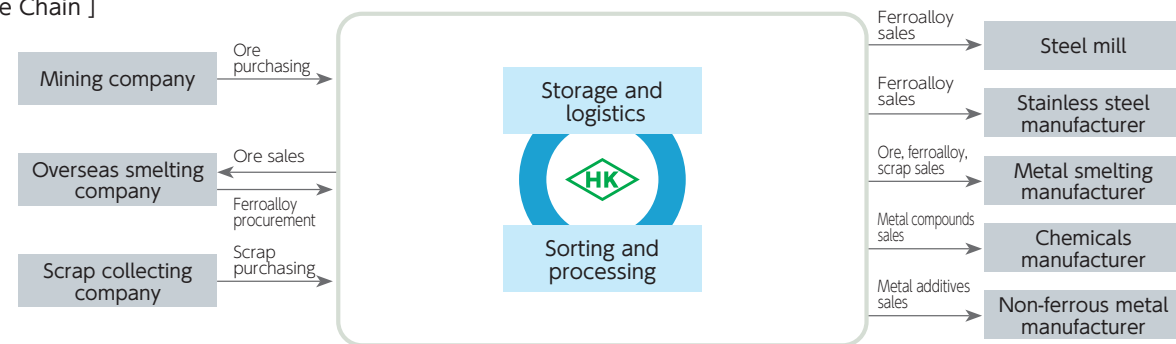 e Chain ]
Mining company
Ore
purchasing
Overseas smelting
company
Ore sales
Ferroalloy
procurement
Scrap collecting
company
Scrap
purchasing
Storage and
logistics
HK
Sorting and
processing
Ferroalloy
sales
Steel mill
Ferroalloy
sales
Stainless steel
manufacturer
Ore, ferroalloy,
scrap sales
Metal smelting
manufacturer
Metal compounds
sales
Chemicals
manufacturer
Metal additives
sales
Non-ferrous metal
manufacturer